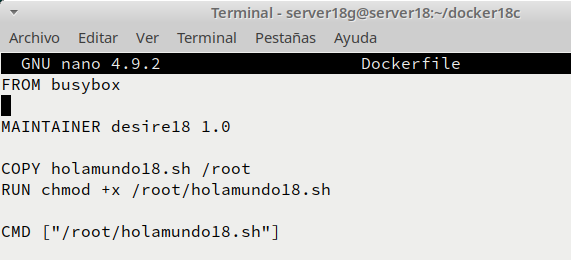 Terminal - server18g@server18:~/docker18c
Archivo Editar Ver Terminal Pestañas Ayuda
GNU nano 4.9.2 Dockerfile
FROM busybox
MAINTAINER desire18 1.0
COPY holamundo18.sh /root
RUN chmod +x /root/holamundo18.sh
CMD ["/root/holamundo18.sh"]